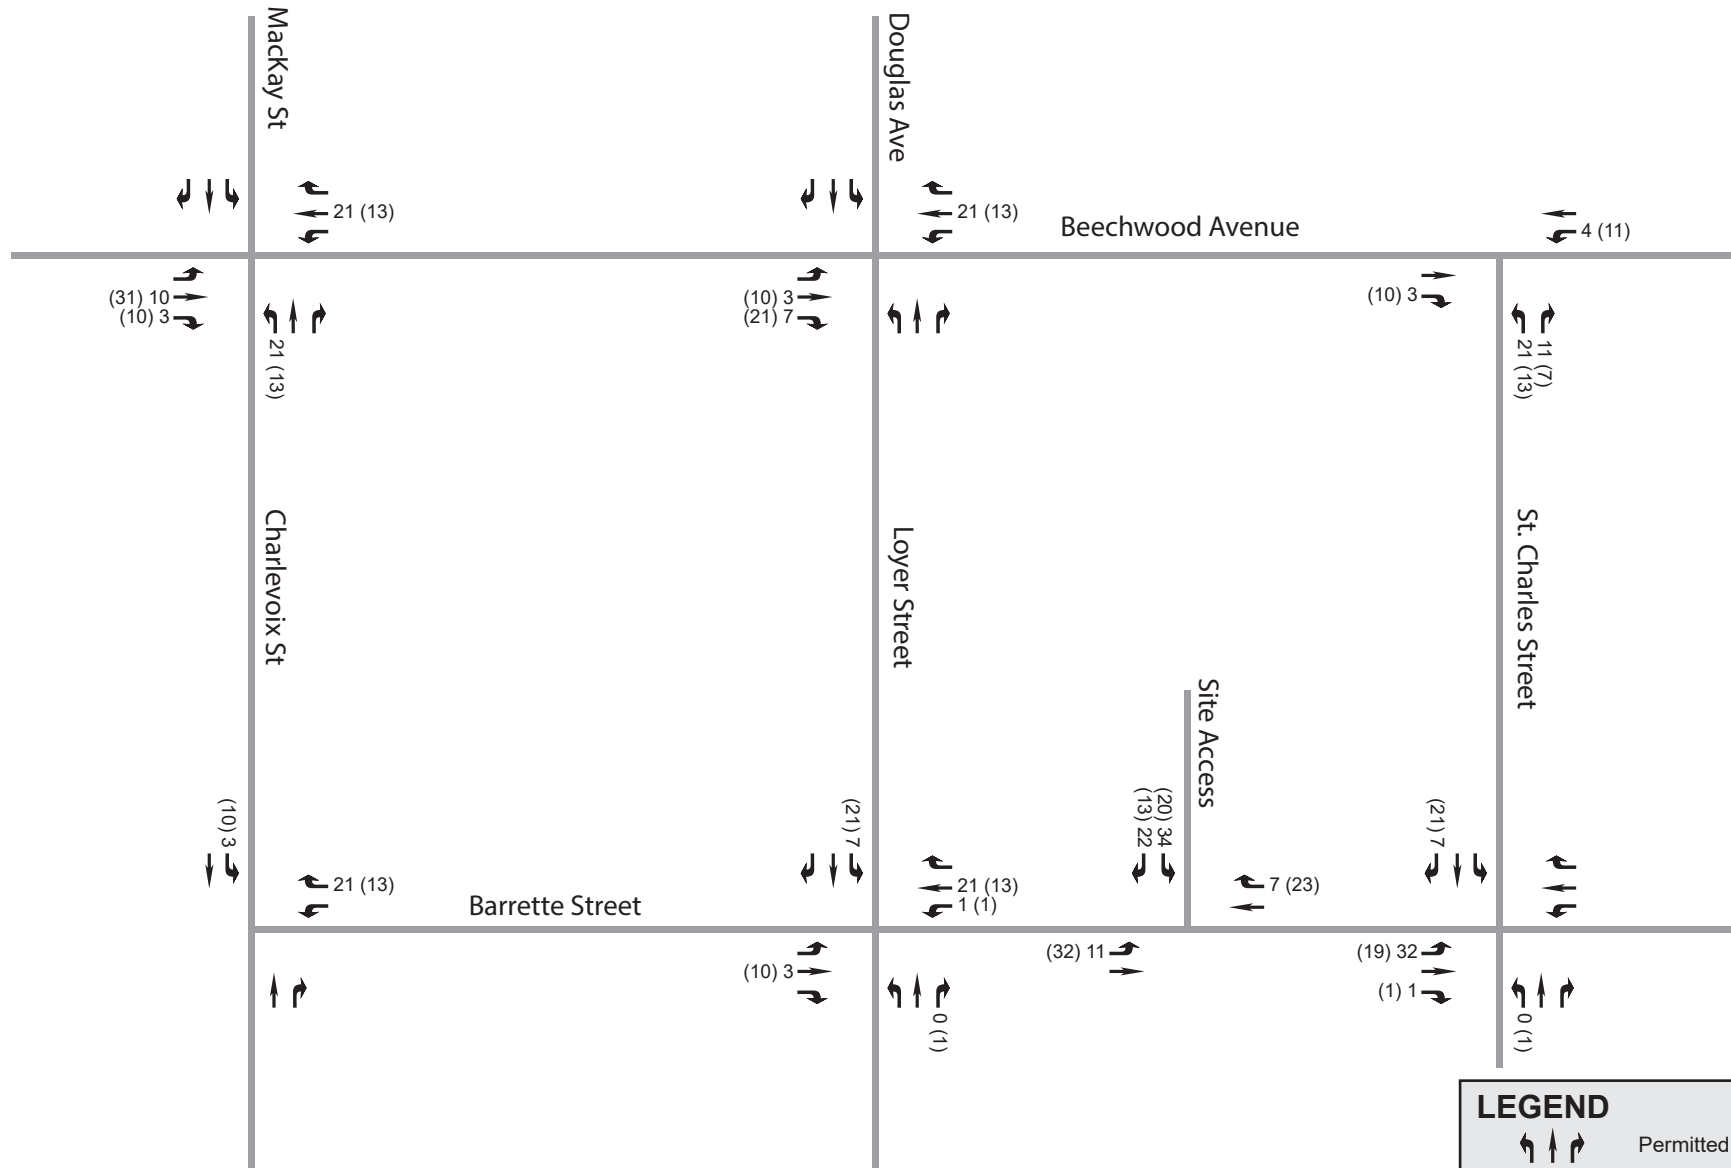 MacKay St
Douglas Ave
21 (13)
21 (13)
Beechwood Avenue
4 (11)
(31) 10
(10) 3
(10) 3
(21) 7
(10) 3
21 (13)
11 (7)
21 (13)
Charlevoix St
Loyer Street
St. Charles Street
Site Access
(10) 3
(21) 7
(20) 34
(13) 22
(21) 7
21 (13)
Barrette Street
21 (13)
1 (1)
7 (23)
(10) 3
(32) 11
(19) 32
(1) 1
0 (1)
0 (1)
LEGEND
Permitted